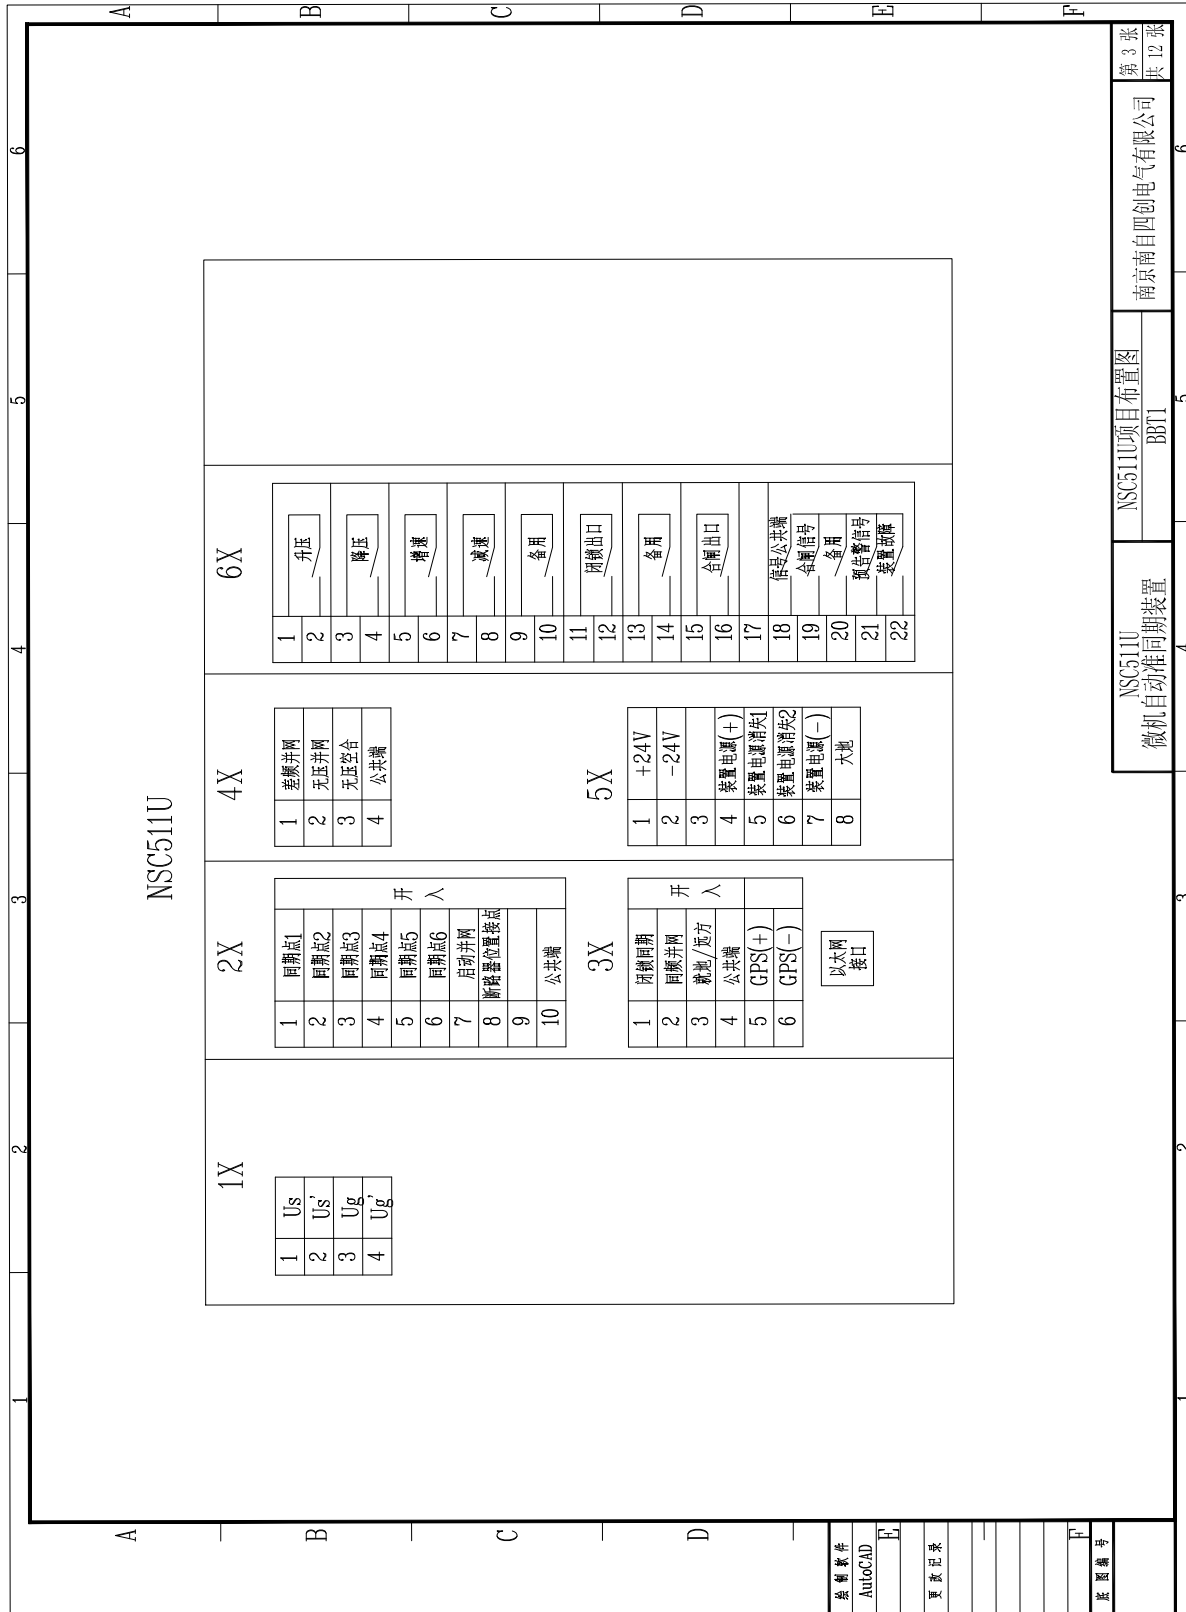 NSC511U
1X
1 Us
2 Us'
3 Ug
4 Ug'
2X
1 同期点1
2 同期点2
3 同期点3
4 同期点4
5 同期点5
6 同期点6
7 启动并网
8 断路器位置接点
9
10 公共端
开入
3X
1 闭锁同期
2 同频并网
3 就地/远方
4 公共端
5 GPS(+)
6 GPS(-)
开入
以太网
接口
4X
1 差频并网
2 无压并网
3 无压空合
4 公共端
5X
1 +24V
2 -24V
3
4 装置电源(+)
5 装置电源消失1
6 装置电源消失2
7 装置电源(-)
8 大地
6X
1
2 升压
3
4 降压
5
6 增速
7
8 减速
9
10 备用
11
12 闭锁出口
13
14 备用
15
16 合闸出口
17
18 信号公共端
19 合闸信号
20 备用
21 预告警信号
22 装置故障
NSC511U
微机自动准同期装置
NSC511U项目布置图
BBT1
南京南自四创电气有限公司
第 3 张
共 12 张
绘制软件
AutoCAD
更改记录
底图编号
1 2 3 4 5 6
1 2 3 4 5 6
A B C D E F
A B C D E F